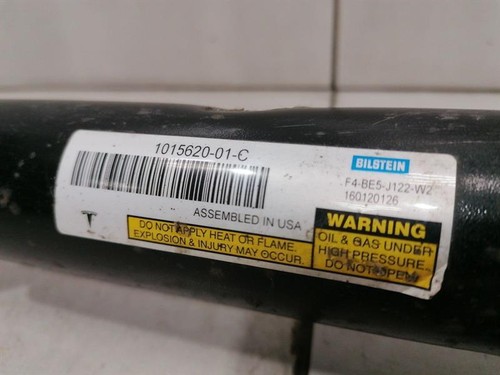 1015620-01-C
BILSTEIN
F4-BE5-J122-W2
160120126
ASSEMBLED IN USA
T
DO NOT APPLY HEAT OR FLAME.
EXPLOSION & INJURY MAY OCCUR.
WARNING
OIL & GAS UNDER
HIGH PRESSURE.
DO NOT OPEN